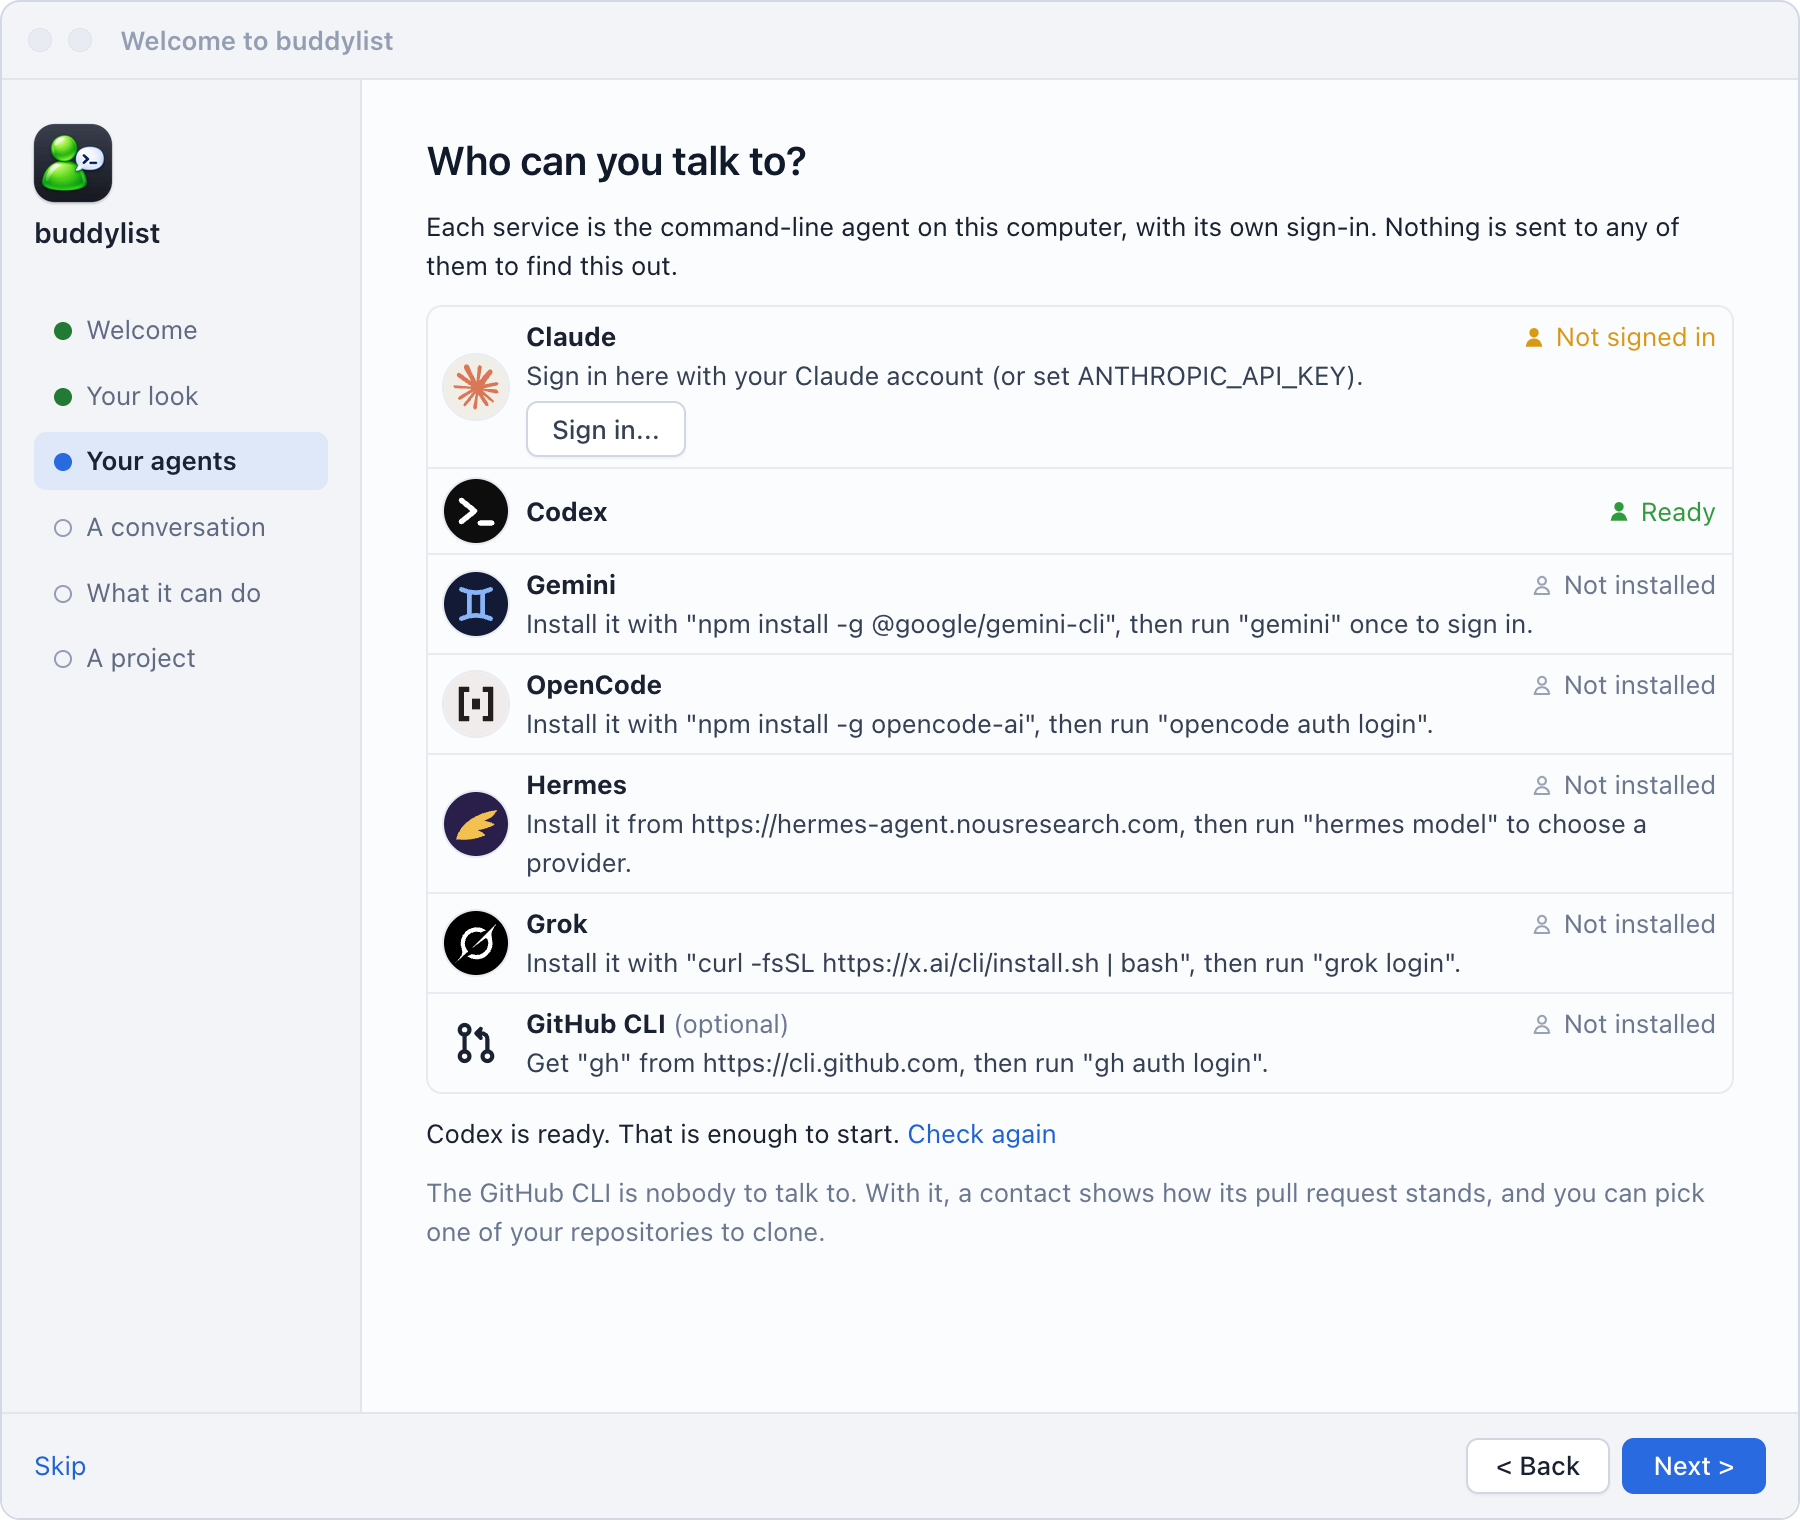 Welcome to buddylist
buddylist
Welcome
Your look
Your agents
A conversation
What it can do
A project
Who can you talk to?
Each service is the command-line agent on this computer, with its own sign-in. Nothing is sent to any of
them to find this out.
Claude
Not signed in
Sign in here with your Claude account (or set ANTHROPIC_API_KEY).
Sign in...
Codex
Ready
Gemini
Not installed
Install it with "npm install -g @google/gemini-cli", then run "gemini" once to sign in.
OpenCode
Not installed
Install it with "npm install -g opencode-ai", then run "opencode auth login".
Hermes
Not installed
Install it from https://hermes-agent.nousresearch.com, then run "hermes model" to choose a
provider.
Grok
Not installed
Install it with "curl -fsSL https://x.ai/cli/install.sh | bash", then run "grok login".
GitHub CLI (optional)
Not installed
Get "gh" from https://cli.github.com, then run "gh auth login".
Codex is ready. That is enough to start. Check again
The GitHub CLI is nobody to talk to. With it, a contact shows how its pull request stands, and you can pick
one of your repositories to clone.
Skip
< Back
Next >